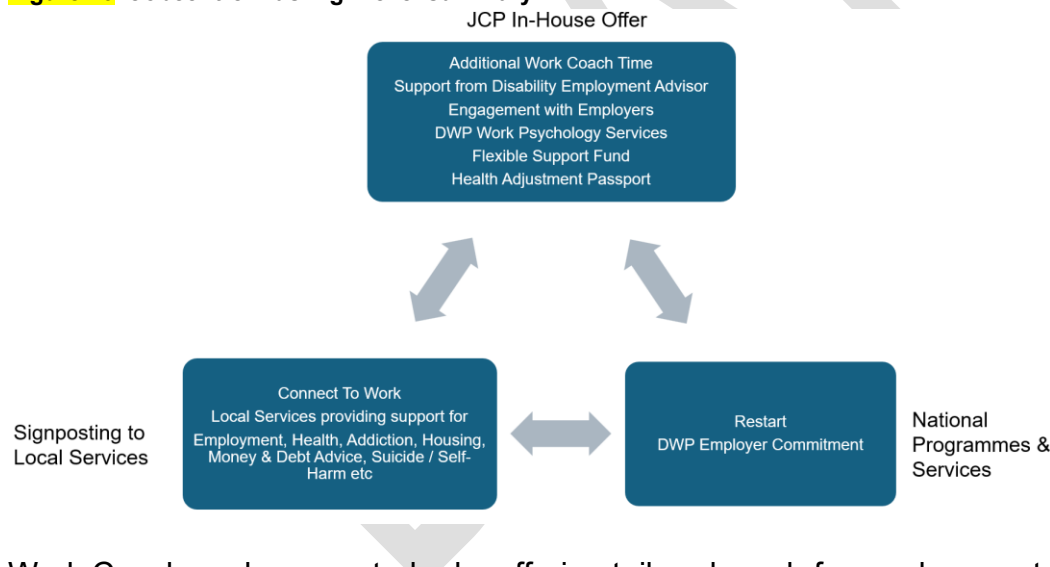 JCP In-House Offer
Additional Work Coach Time
Support from Disability Employment Advisor
Engagement with Employers
DWP Work Psychology Services
Flexible Support Fund
Health Adjustment Passport
Signposting to
Local Services
Connect To Work
Local Services providing support for
Employment, Health, Addiction, Housing,
Money & Debt Advice, Suicide / Self-
Harm etc
Restart
DWP Employer Commitment
National
Programmes &
Services